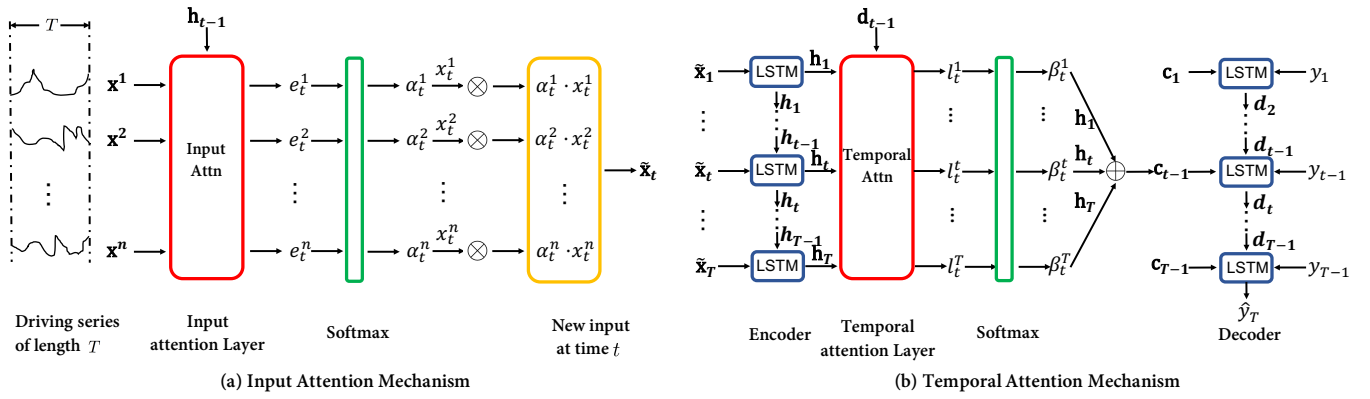 T
h_{t-1}
x^1 e_t^1 α_t^1 x_t^1 ⊗ α_t^1 · x_t^1
x^2 e_t^2 α_t^2 x_t^2 ⊗ α_t^2 · x_t^2
Input
Attn
x̃_t
⋮ ⋮ ⋮ ⋮
x^n e_t^n α_t^n x_t^n ⊗ α_t^n · x_t^n
Driving series
of length T
Input
attention Layer
Softmax
New input
at time t
(a) Input Attention Mechanism
d_{t-1}
x̃_1 LSTM h_1 l_t^1 β_t^1 c_1 LSTM y_1
h_1 h_1 d_2
⋮ ⋮ ⋮ ⋮ ⋮
h_{t-1} d_{t-1}
Temporal
Attn
x̃_t LSTM h_t l_t^t β_t^t h_t ⊕ c_{t-1} LSTM y_{t-1}
h_t h_T d_t
⋮ ⋮ ⋮ ⋮ ⋮
h_{T-1} d_{T-1}
x̃_T LSTM h_T l_t^T β_t^T c_{T-1} LSTM y_{T-1}
ŷ_T
Encoder
Temporal
attention Layer
Softmax
Decoder
(b) Temporal Attention Mechanism